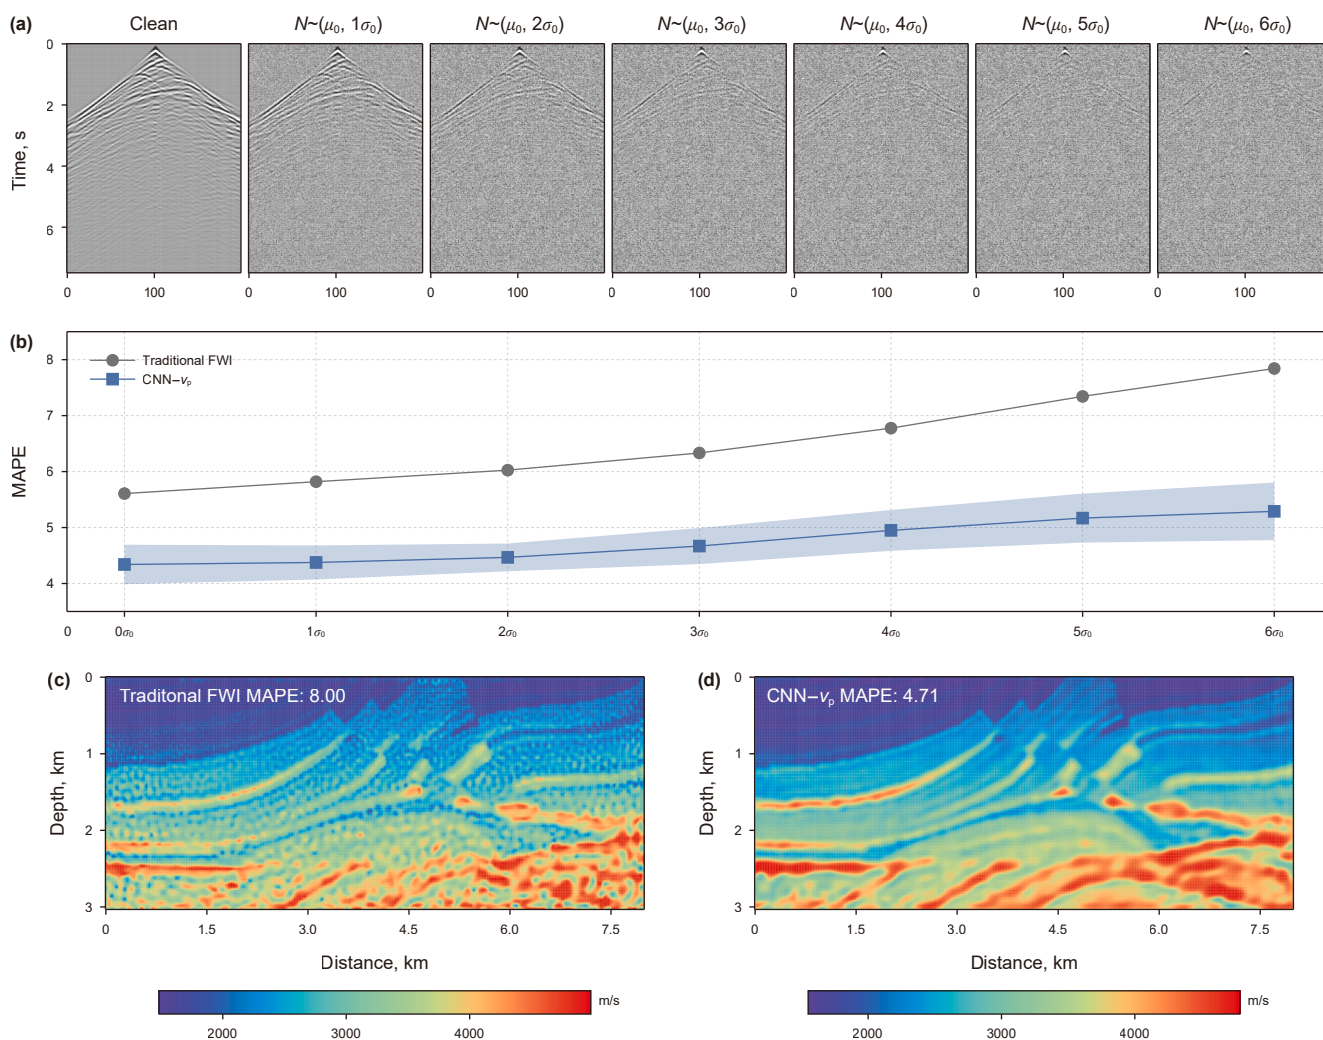 (a) Clean N~(μ₀, 1σ₀) N~(μ₀, 2σ₀) N~(μ₀, 3σ₀) N~(μ₀, 4σ₀) N~(μ₀, 5σ₀) N~(μ₀, 6σ₀)
0
2
4
6
Time, s
0 100 0 100 0 100 0 100 0 100 0 100 0 100
(b)
8
7
6
5
4
0
MAPE
Traditional FWI
CNN–vₚ
0σ₀ 1σ₀ 2σ₀ 3σ₀ 4σ₀ 5σ₀ 6σ₀
(c)
Traditonal FWI MAPE: 8.00
0
1
2
3
Depth, km
0 1.5 3.0 4.5 6.0 7.5
Distance, km
m/s
2000 3000 4000
(d)
CNN–vₚ MAPE: 4.71
0
1
2
3
Depth, km
0 1.5 3.0 4.5 6.0 7.5
Distance, km
m/s
2000 3000 4000